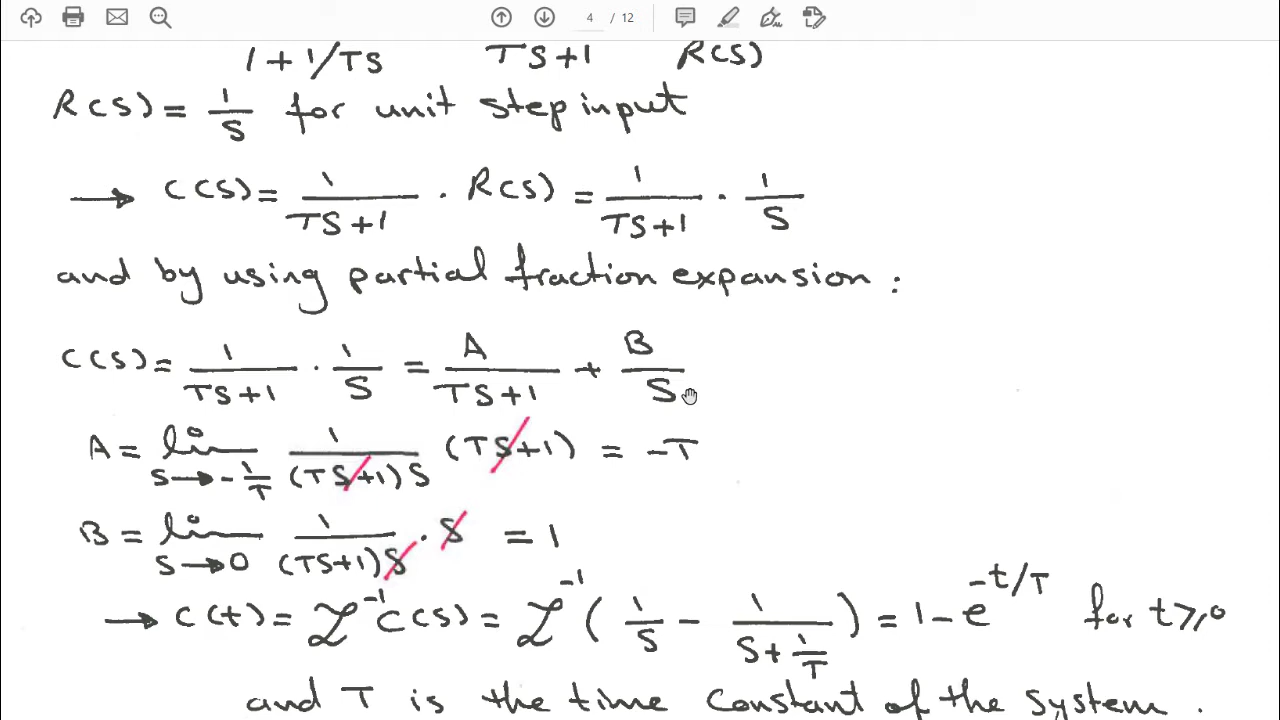 4 / 12
1 + 1/TS TS+1 R(S)
R(S) = 1/S for unit step input
→ C(S) = 1/(TS+1) . R(S) = 1/(TS+1) . 1/S
and by using partial fraction expansion :
C(S) = 1/(TS+1) . 1/S = A/(TS+1) + B/S
A = lim S→-1/T 1/((TS+1)S) (TS+1) = -T
B = lim S→0 1/((TS+1)S) . S = 1
→ C(t) = ℒ⁻¹C(S) = ℒ⁻¹( 1/S - 1/(S+1/T) ) = 1 - e^(-t/T) for t≥0
and T is the time constant of the system .